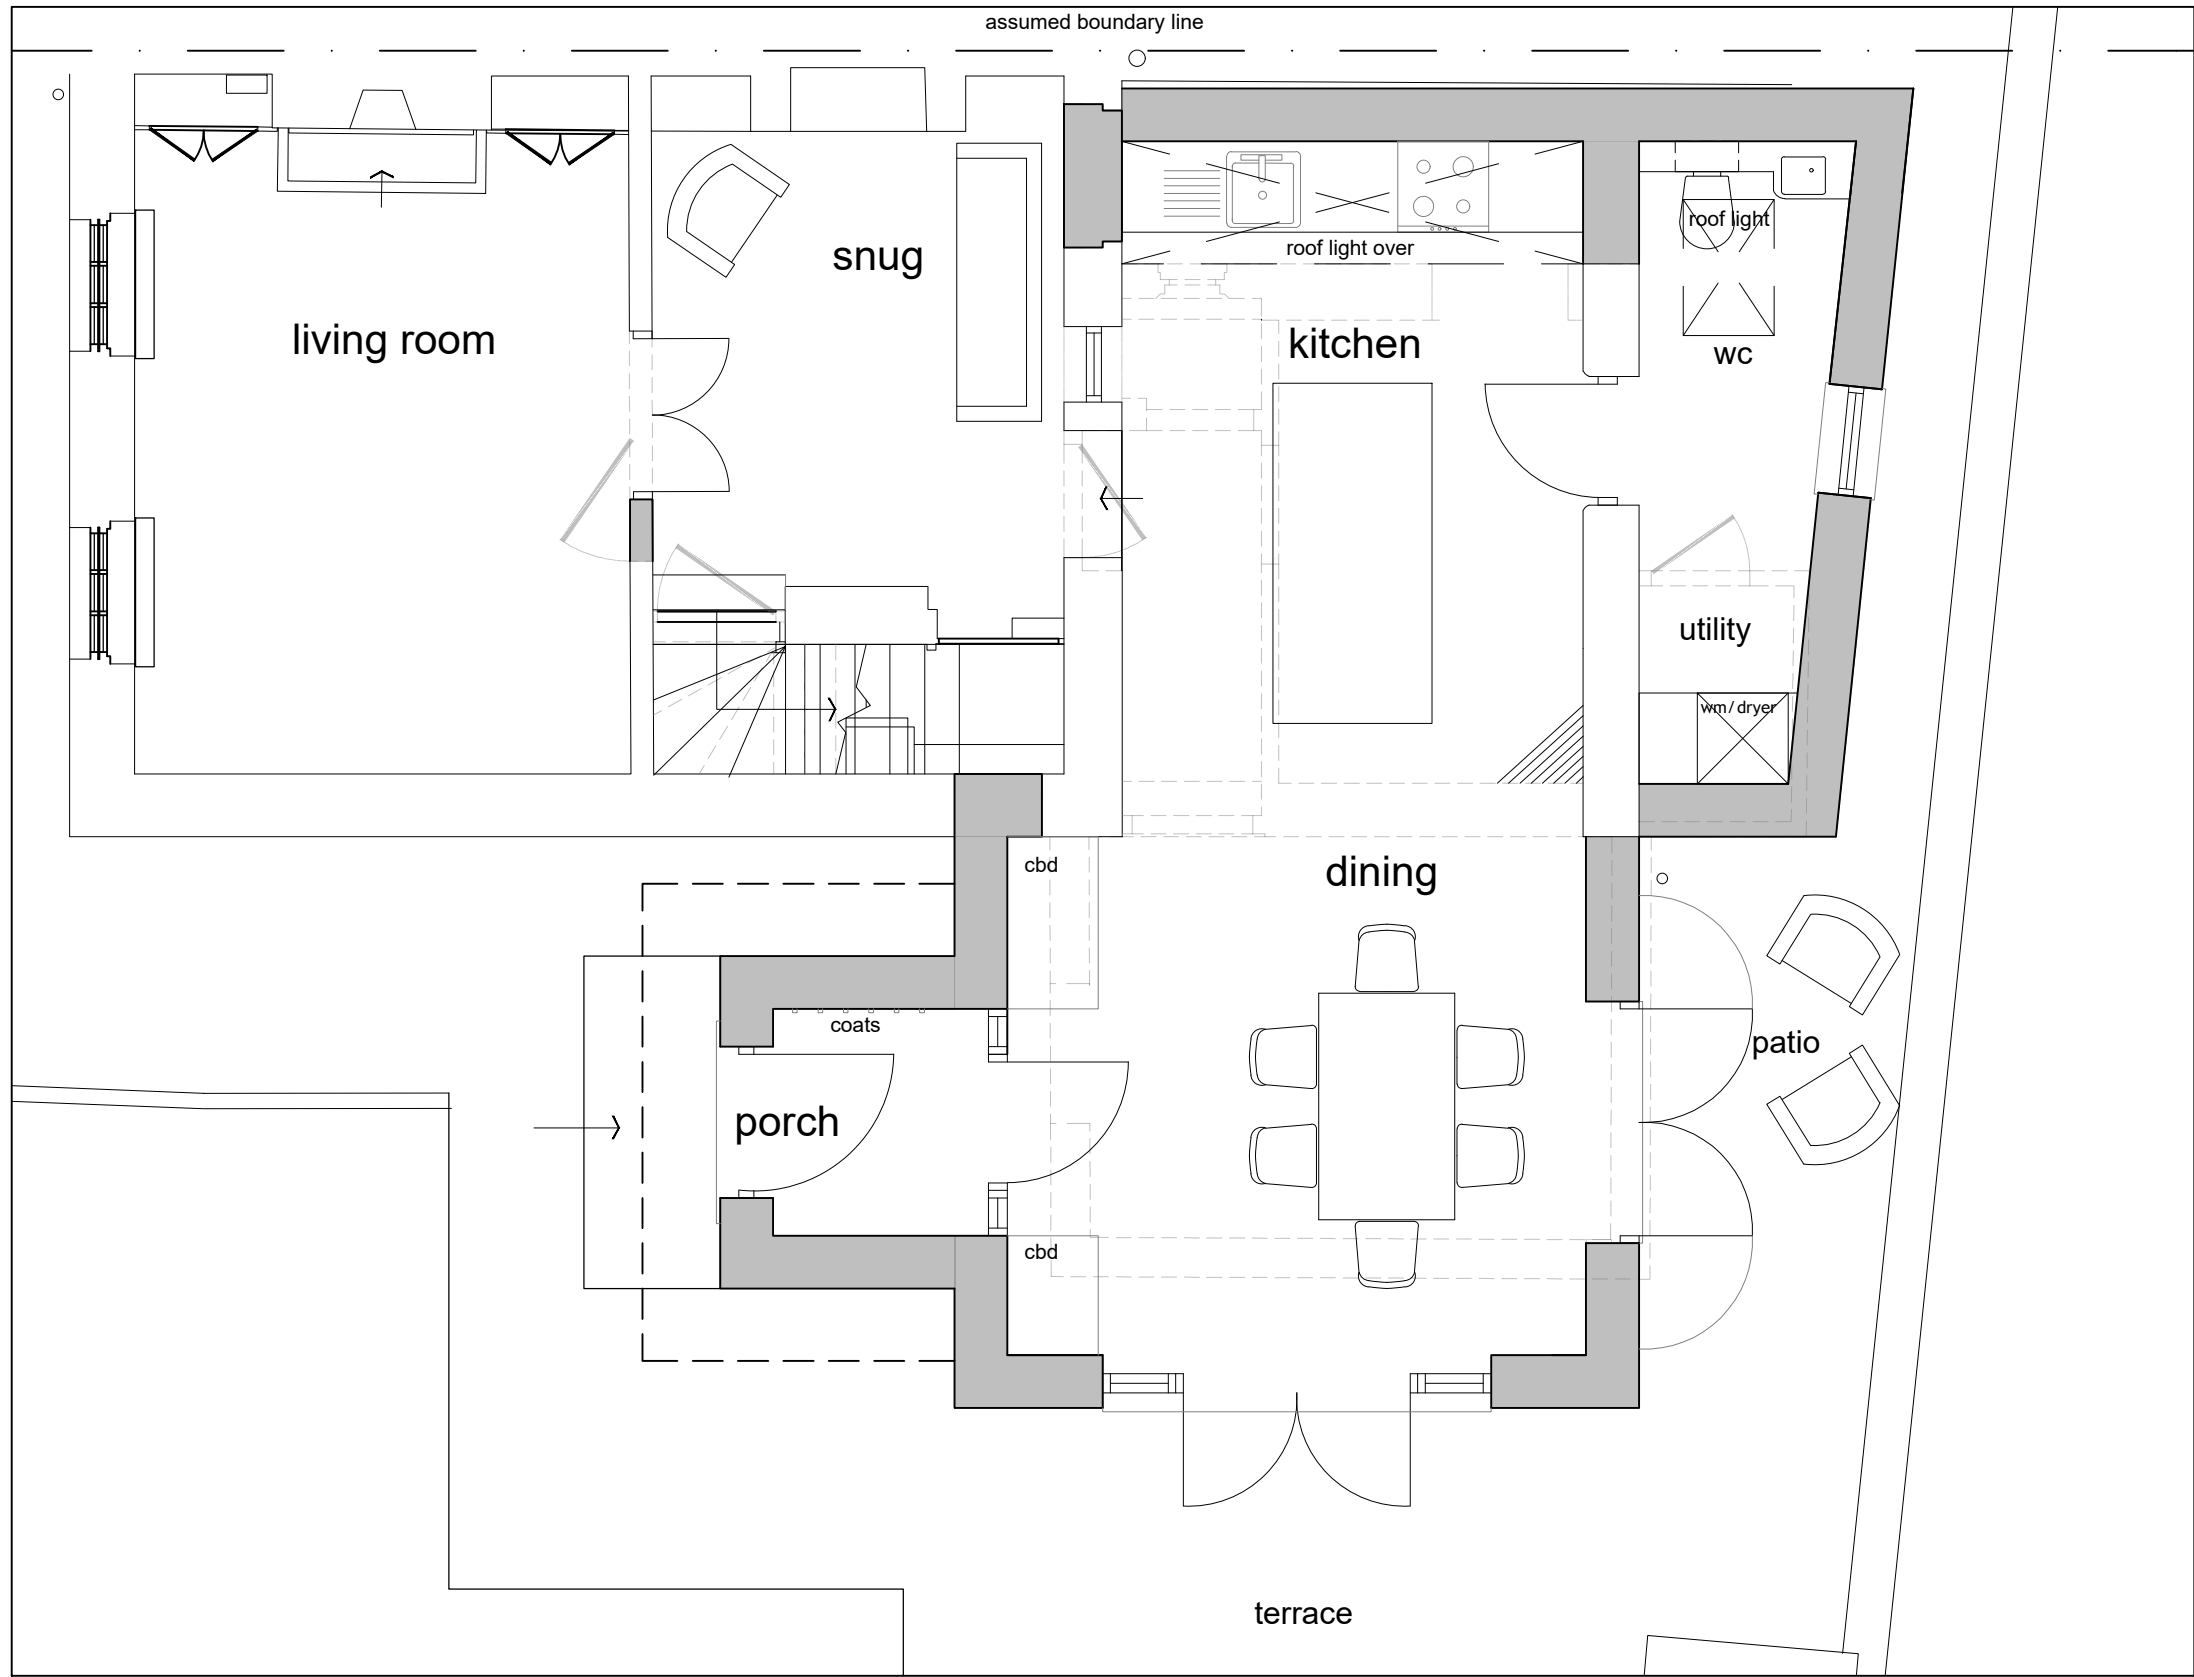 assumed boundary line
roof light
roof light over
snug
living room
kitchen
wc
utility
wm/dryer
cbd
dining
coats
patio
porch
cbd
terrace